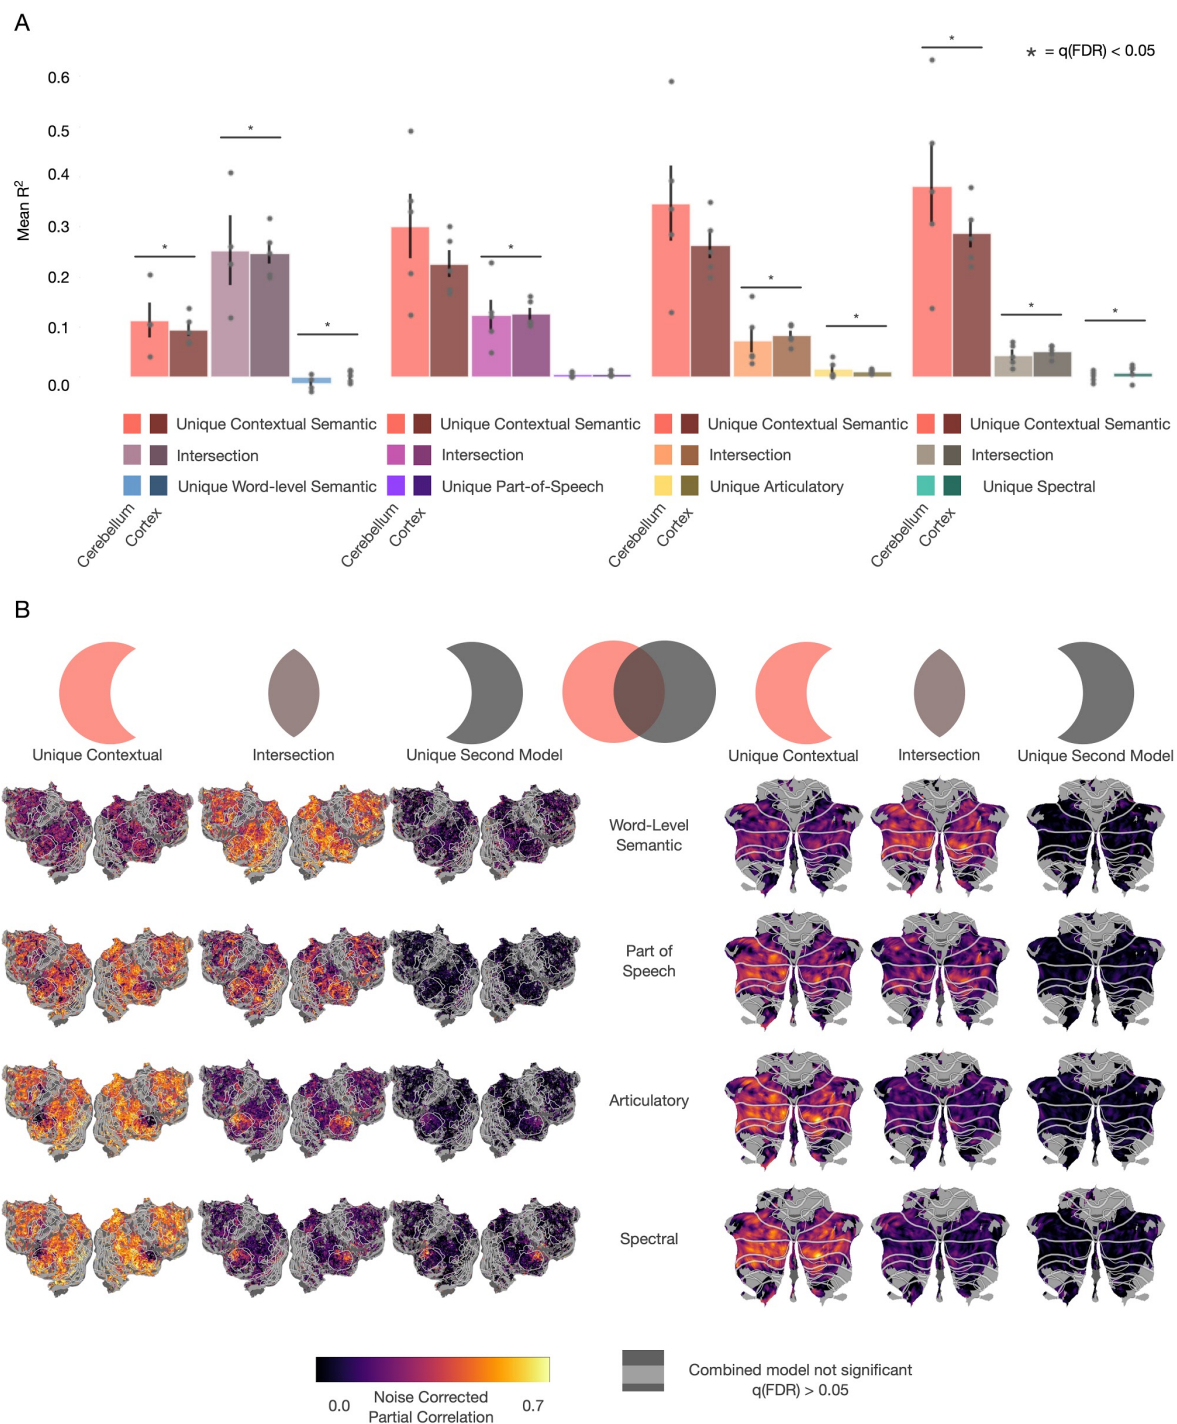 A
* = q(FDR) < 0.05
Mean R²
0.6
0.5
0.4
0.3
0.2
0.1
0.0
*
*
*
*
*
*
*
*
*
Unique Contextual Semantic
Intersection
Unique Word-level Semantic
Cerebellum
Cortex
Unique Contextual Semantic
Intersection
Unique Part-of-Speech
Cerebellum
Cortex
Unique Contextual Semantic
Intersection
Unique Articulatory
Cerebellum
Cortex
Unique Contextual Semantic
Intersection
Unique Spectral
Cerebellum
Cortex
B
Unique Contextual
Intersection
Unique Second Model
Unique Contextual
Intersection
Unique Second Model
Word-Level
Semantic
Part of
Speech
Articulatory
Spectral
0.0
Noise Corrected
Partial Correlation
0.7
Combined model not significant
q(FDR) > 0.05